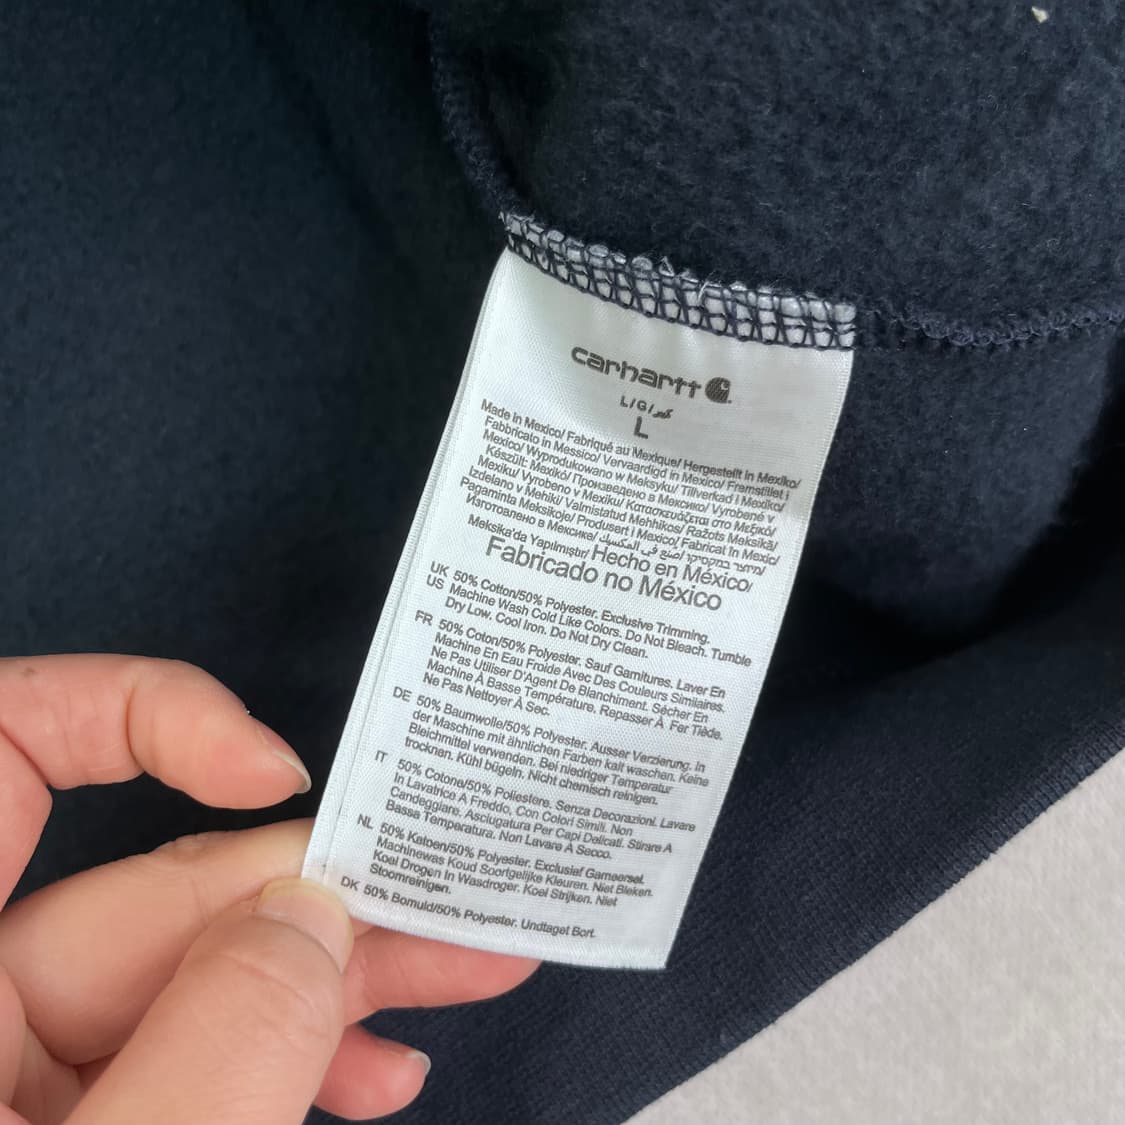 carhartt
L/G/كبير
L
Made in Mexico/ Fabriqué au Mexique/ Hergestellt in Mexiko/
Fabbricato in Messico/ Vervaardigd in Mexico/ Framstillet i
Mexico/ Wyprodukowano w Meksyku/ Tillverkad i Mexiko/
Készült: Mexikó/ Произведено в Мексико/ Vyrobené v
Mexiku/ Vyrobeno v Mexiku/ Κατασκευάζεται στο Μεξικό/
Izdelano v Mehiki/ Valmistatud Mehhikos/ Ražots Meksikā/
Pagaminta Meksikoje/ Produsert i Mexico/ Fabricat în Mexic/
Изготовлено в Мексике/ صنع في المكسيك/ מיוצר במקסיקו/
Meksika'da Yapılmıştır/ Hecho en México/
Fabricado no México
UK 50% Cotton/50% Polyester. Exclusive Trimming.
US Machine Wash Cold Like Colors. Do Not Bleach. Tumble
Dry Low. Cool Iron. Do Not Dry Clean.
FR 50% Coton/50% Polyester. Sauf Garnitures. Laver En
Machine En Eau Froide Avec Des Couleurs Similaires.
Ne Pas Utiliser D'Agent De Blanchiment. Sécher En
Machine À Basse Température. Repasser À Fer Tiède.
Ne Pas Nettoyer À Sec.
DE 50% Baumwolle/50% Polyester. Ausser Verzierung. In
der Maschine mit ähnlichen Farben kalt waschen. Keine
Bleichmittel verwenden. Bei niedriger Temperatur
trocknen. Kühl bügeln. Nicht chemisch reinigen.
IT 50% Cotone/50% Poliestere. Senza Decorazioni. Lavare
In Lavatrice A Freddo, Con Colori Simili. Non
Candeggiare. Asciugatura Per Capi Delicati. Stirare A
Bassa Temperatura. Non Lavare A Secco.
NL 50% Katoen/50% Polyester. Exclusief Garneersel.
Machinewas Koud Soortgelijke Kleuren. Niet Bleken.
Koel Drogen In Wasdroger. Koel Strijken. Niet
Stoomreinigen.
DK 50% Bomuld/50% Polyester. Undtaget Bort.